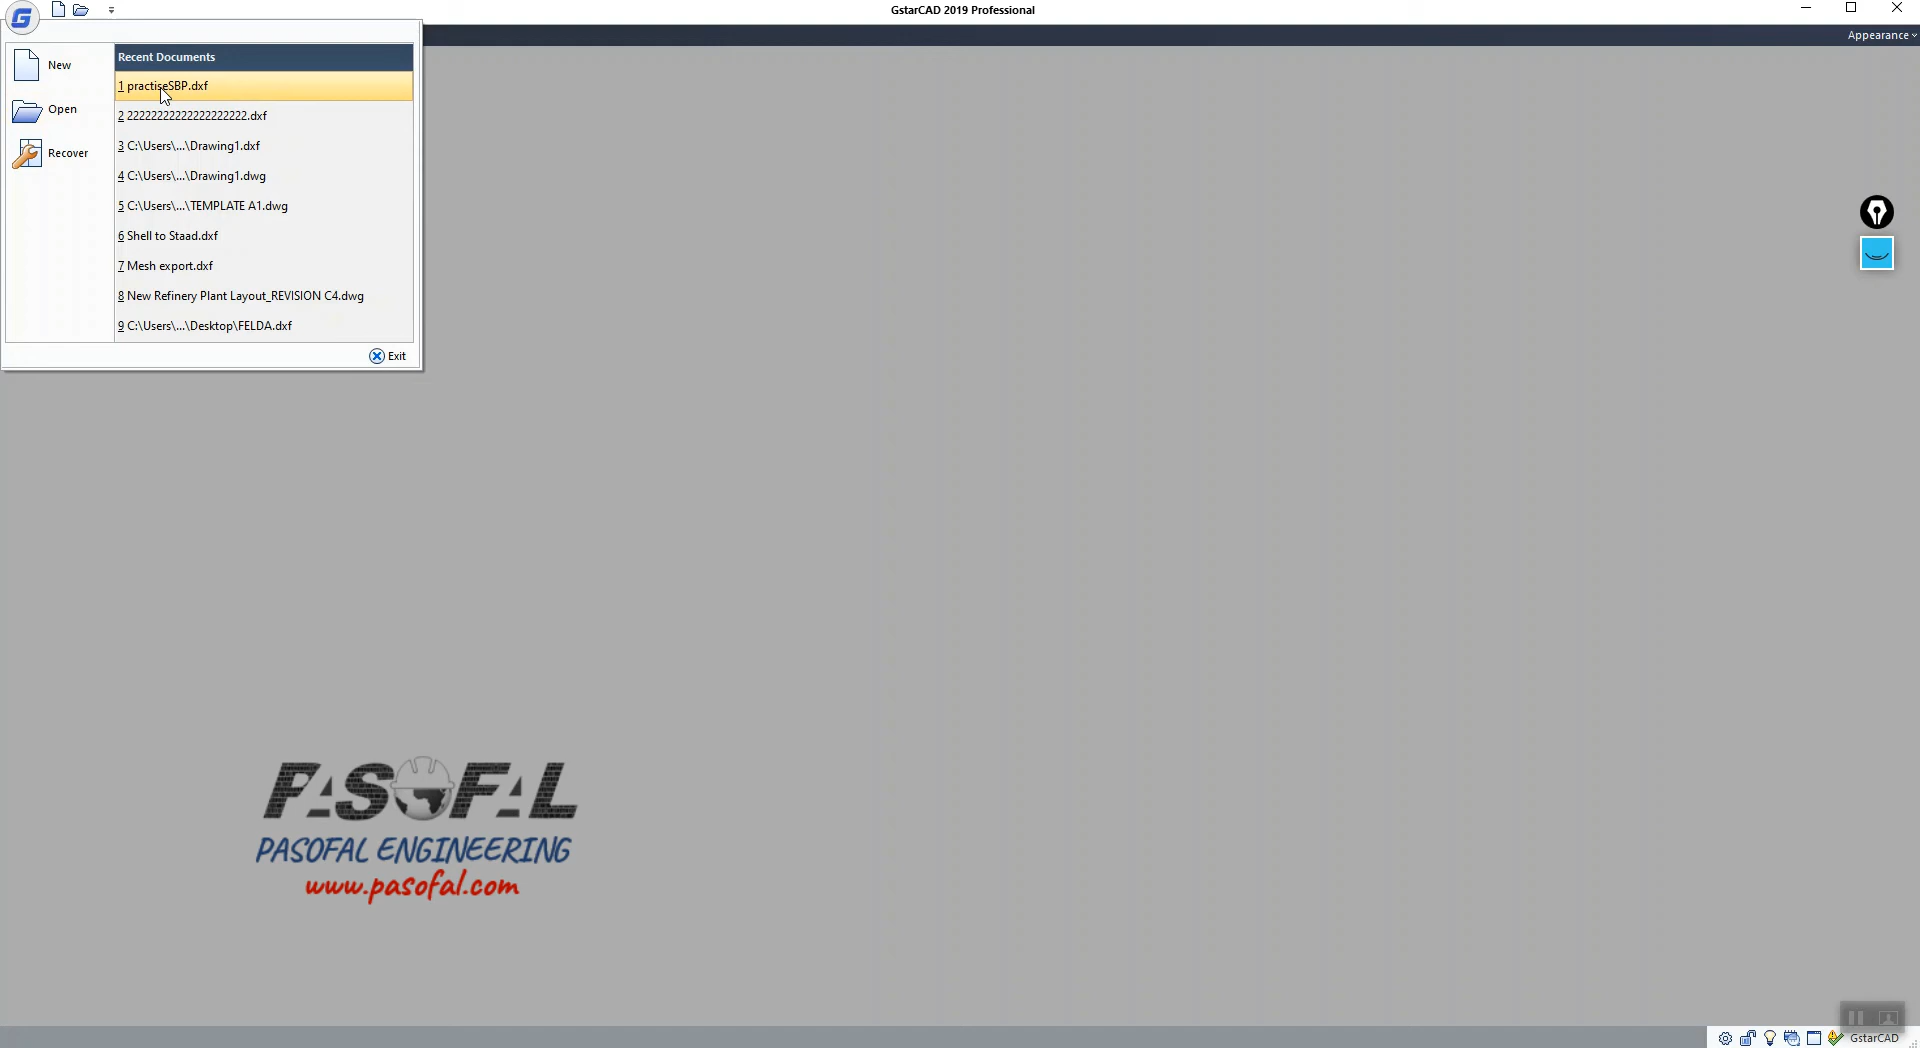 GstarCAD 2019 Professional
Appearance
New
Open
Recover
Recent Documents
1 practiseSBP.dxf
2 22222222222222222222.dxf
3 C:\Users\...\Drawing1.dxf
4 C:\Users\...\Drawing1.dwg
5 C:\Users\...\TEMPLATE A1.dwg
6 Shell to Staad.dxf
7 Mesh export.dxf
8 New Refinery Plant Layout_REVISION C4.dwg
9 C:\Users\...\Desktop\FELDA.dxf
Exit
PASOFAL
PASOFAL ENGINEERING
www.pasofal.com
GstarCAD